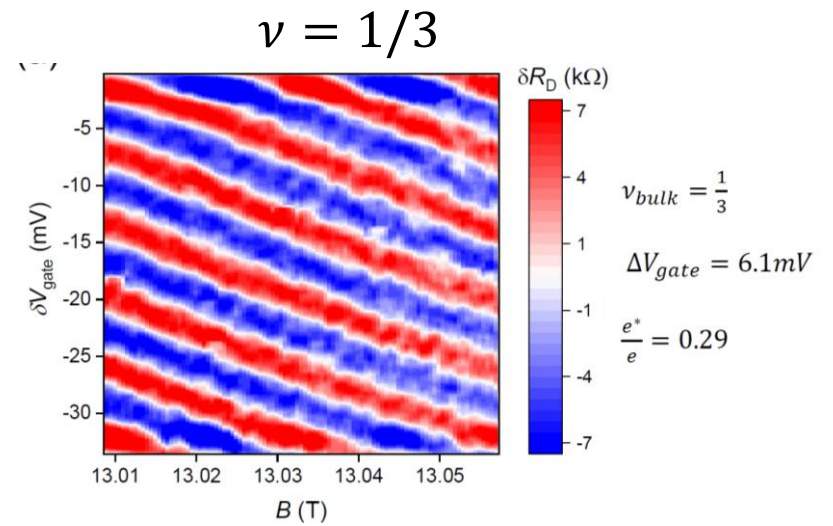 ν = 1/3
δR_D (kΩ)
7
4
1
-1
-4
-7
-5
-10
-15
-20
-25
-30
δV_gate (mV)
13.01 13.02 13.03 13.04 13.05
B (T)
ν_bulk = 1/3
ΔV_gate = 6.1mV
e*/e = 0.29